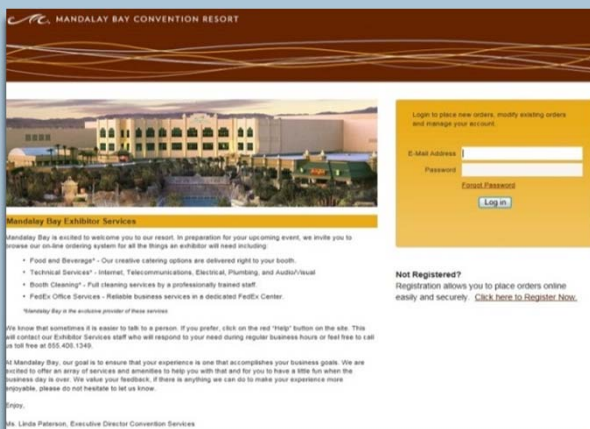 MANDALAY BAY CONVENTION RESORT
Login to place new orders, modify existing orders
and manage your account.
E-Mail Address
Password
Forgot Password
Log in
Mandalay Bay Exhibitor Services
Mandalay Bay is excited to welcome you to our resort. In preparation for your upcoming event, we invite you to
browse our on-line ordering system for all the things an exhibitor will need including:
• Food and Beverage* - Our creative catering options are delivered right to your booth.
• Technical Services* - Internet, Telecommunications, Electrical, Plumbing, and Audio/Visual
• Booth Cleaning* - Full cleaning services by a professionally trained staff.
• FedEx Office Services - Reliable business services in a dedicated FedEx Center.
*Mandalay Bay is the exclusive provider of these services
We know that sometimes it is easier to talk to a person. If you prefer, click on the red "Help" button on the site. This
will contact our Exhibitor Services staff who will respond to your need during regular business hours or feel free to call
us toll free at 855.408.1349.
At Mandalay Bay, our goal is to ensure that your experience is one that accomplishes your business goals. We are
excited to offer an array of services and amenities to help you with that and for you to have a little fun when the
business day is over. We value your feedback, if there is anything we can do to make your experience more
enjoyable, please do not hesitate to let us know.
Enjoy,
Ms. Linda Paterson, Executive Director Convention Services
Not Registered?
Registration allows you to place orders online
easily and securely. Click here to Register Now.